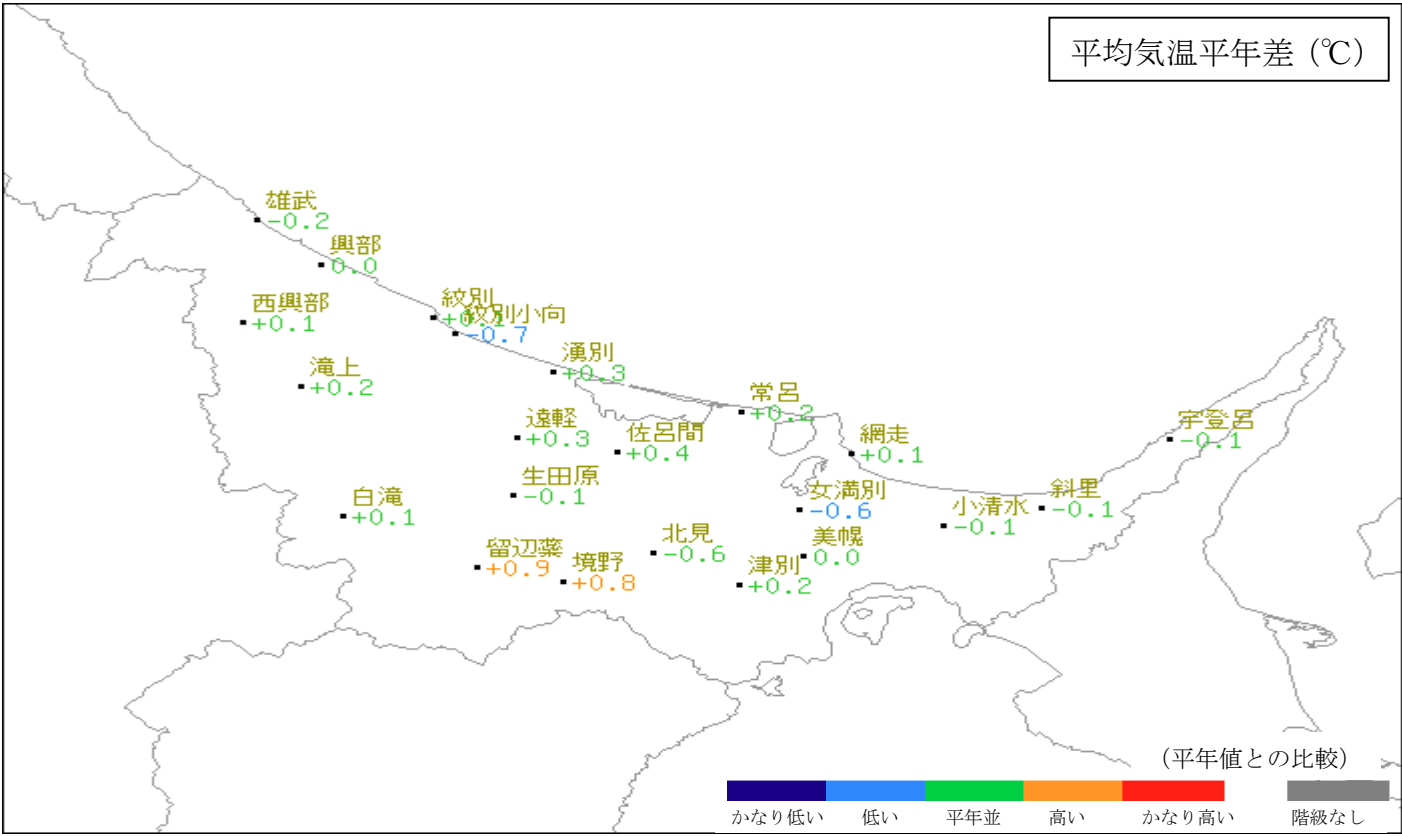 平均気温平年差（℃）
雄武
-0.2
興部
0.0
西興部
+0.1
紋別
+0.1
紋別小向
-0.7
滝上
+0.2
湧別
+0.3
常呂
+0.2
遠軽
+0.3
佐呂間
+0.4
網走
+0.1
宇登呂
-0.1
生田原
-0.1
白滝
+0.1
女満別
-0.6
小清水
-0.1
斜里
-0.1
留辺蘂
+0.9
境野
+0.8
北見
-0.6
美幌
0.0
津別
+0.2
（平年値との比較）
かなり低い 低い 平年並 高い かなり高い 階級なし